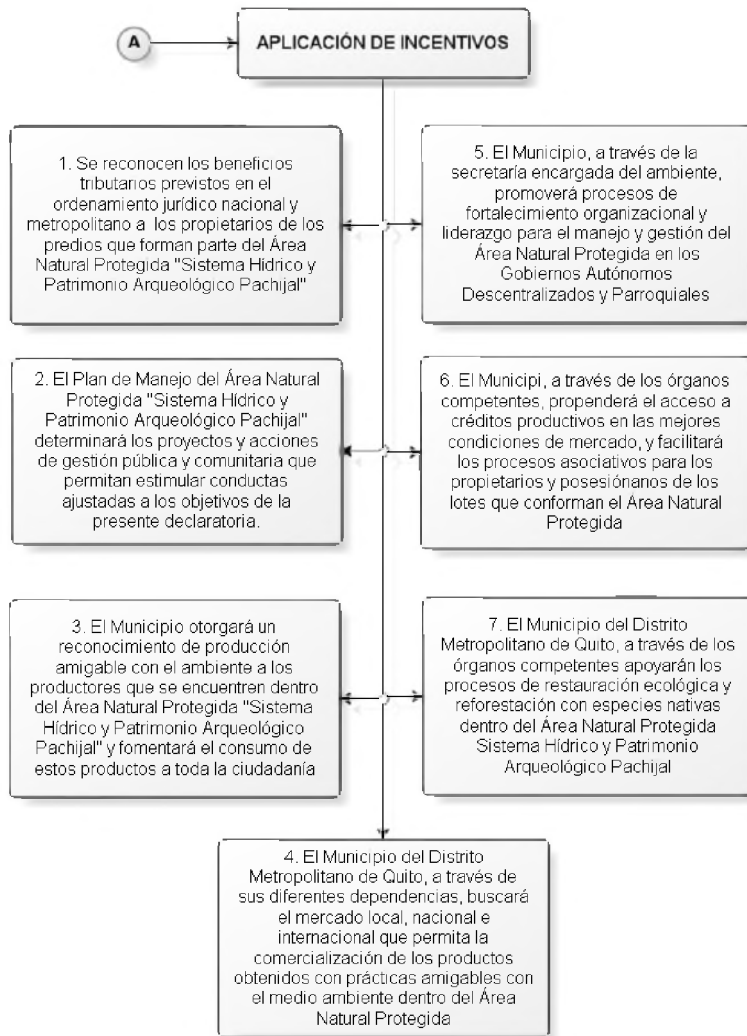 A
APLICACIÓN DE INCENTIVOS
1. Se reconocen los beneficios
tributarios previstos en el
ordenamiento jurídico nacional y
metropolitano a los propietarios de los
predios que forman parte del Área
Natural Protegida "Sistema Hídrico y
Patrimonio Arqueológico Pachijal"
2. El Plan de Manejo del Área Natural
Protegida "Sistema Hídrico y
Patrimonio Arqueológico Pachijal"
determinará los proyectos y acciones
de gestión pública y comunitaria que
permitan estimular conductas
ajustadas a los objetivos de la
presente declaratoria.
3. El Municipio otorgará un
reconocimiento de producción
amigable con el ambiente a los
productores que se encuentren dentro
del Área Natural Protegida "Sistema
Hídrico y Patrimonio Arqueológico
Pachijal" y fomentará el consumo de
estos productos a toda la ciudadanía
4. El Municipio del Distrito
Metropolitano de Quito, a través de
sus diferentes dependencias, buscará
el mercado local, nacional e
internacional que permita la
comercialización de los productos
obtenidos con prácticas amigables con
el medio ambiente dentro del Área
Natural Protegida
5. El Municipio, a través de la
secretaría encargada del ambiente,
promoverá procesos de
fortalecimiento organizacional y
liderazgo para el manejo y gestión del
Área Natural Protegida en los
Gobiernos Autónomos
Descentralizados y Parroquiales
6. El Municipi, a través de los órganos
competentes, propenderá el acceso a
créditos productivos en las mejores
condiciones de mercado, y facilitará
los procesos asociativos para los
propietarios y posesiónanos de los
lotes que conforman el Área Natural
Protegida
7. El Municipio del Distrito
Metropolitano de Quito, a través de los
órganos competentes apoyarán los
procesos de restauración ecológica y
reforestación con especies nativas
dentro del Área Natural Protegida
Sistema Hídrico y Patrimonio
Arqueológico Pachijal